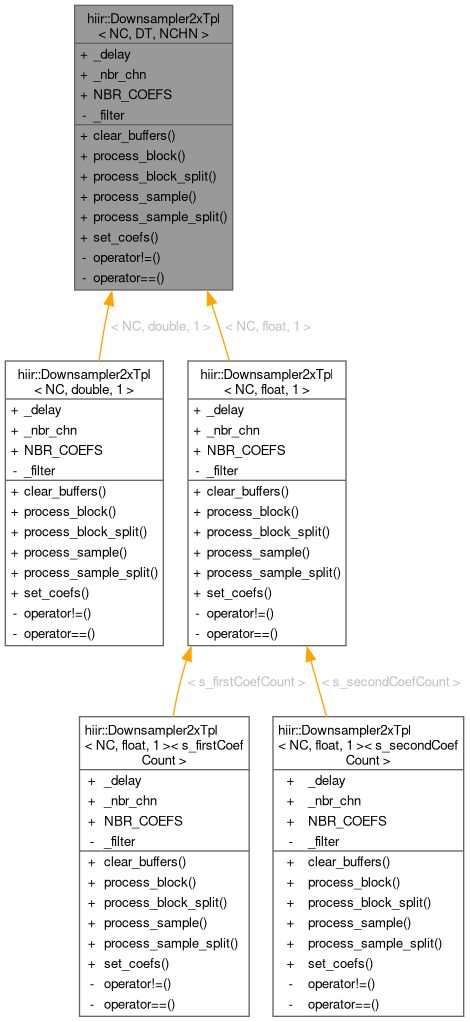 hiir::Downsampler2xTpl
< NC, DT, NCHN >
+ _delay
+ _nbr_chn
+ NBR_COEFS
- _filter
+ clear_buffers()
+ process_block()
+ process_block_split()
+ process_sample()
+ process_sample_split()
+ set_coefs()
- operator!=()
- operator==()
< NC, double, 1 >
< NC, float, 1 >
hiir::Downsampler2xTpl
< NC, double, 1 >
+ _delay
+ _nbr_chn
+ NBR_COEFS
- _filter
+ clear_buffers()
+ process_block()
+ process_block_split()
+ process_sample()
+ process_sample_split()
+ set_coefs()
- operator!=()
- operator==()
hiir::Downsampler2xTpl
< NC, float, 1 >
+ _delay
+ _nbr_chn
+ NBR_COEFS
- _filter
+ clear_buffers()
+ process_block()
+ process_block_split()
+ process_sample()
+ process_sample_split()
+ set_coefs()
- operator!=()
- operator==()
< s_firstCoefCount >
< s_secondCoefCount >
hiir::Downsampler2xTpl
< NC, float, 1 >< s_firstCoef
Count >
+ _delay
+ _nbr_chn
+ NBR_COEFS
- _filter
+ clear_buffers()
+ process_block()
+ process_block_split()
+ process_sample()
+ process_sample_split()
+ set_coefs()
- operator!=()
- operator==()
hiir::Downsampler2xTpl
< NC, float, 1 >< s_secondCoef
Count >
+ _delay
+ _nbr_chn
+ NBR_COEFS
- _filter
+ clear_buffers()
+ process_block()
+ process_block_split()
+ process_sample()
+ process_sample_split()
+ set_coefs()
- operator!=()
- operator==()